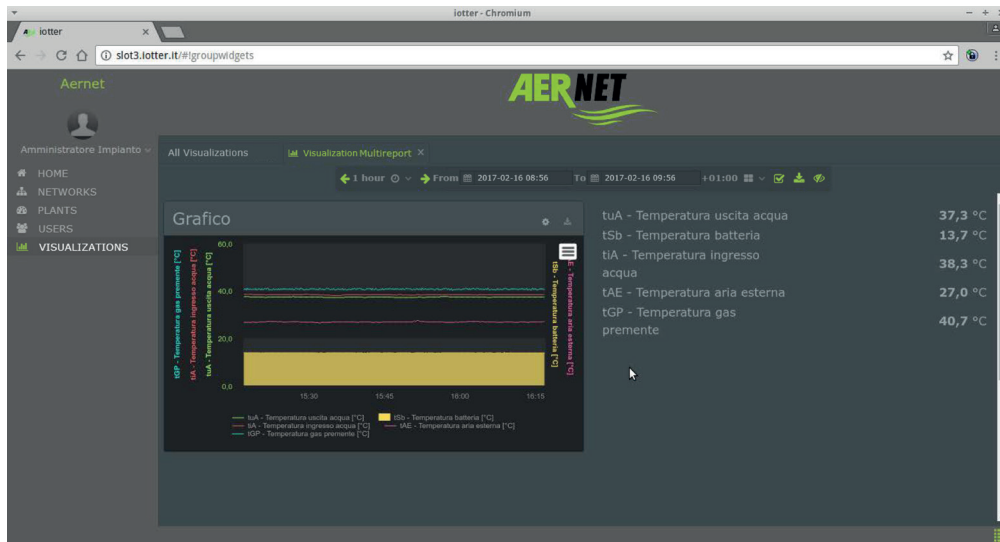 iotter - Chromium
iotter
slot3.iotter.it/#!groupwidgets
Aernet
AERNET
Amministratore Impianto
HOME
NETWORKS
PLANTS
USERS
VISUALIZATIONS
All Visualizations
Visualization Multireport
1 hour From 2017-02-16 08:56 To 2017-02-16 09:56 +01:00
Grafico
tGP - Temperatura gas premente [°C]
tiA - Temperatura ingresso acqua [°C]
tuA - Temperatura uscita acqua [°C]
60,0
40,0
20,0
0,0
15:30 15:45 16:00 16:15
tSb - Temperatura batteria [°C]
tAE - Temperatura aria esterna [°C]
tuA - Temperatura uscita acqua [°C] tSb - Temperatura batteria [°C]
tiA - Temperatura ingresso acqua [°C] tAE - Temperatura aria esterna [°C]
tGP - Temperatura gas premente [°C]
tuA - Temperatura uscita acqua 37,3 °C
tSb - Temperatura batteria 13,7 °C
tiA - Temperatura ingresso
acqua 38,3 °C
tAE - Temperatura aria esterna 27,0 °C
tGP - Temperatura gas
premente 40,7 °C